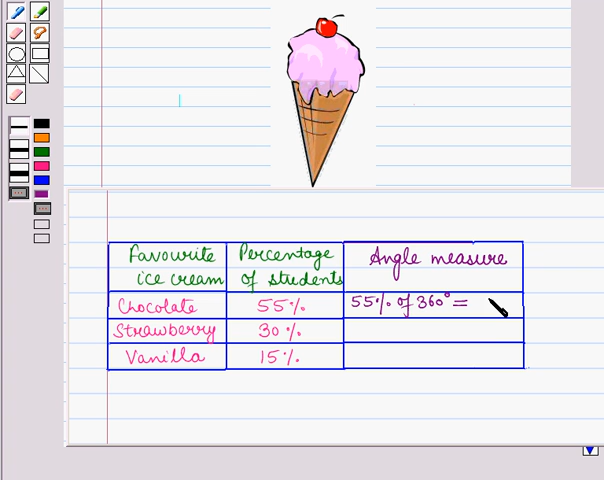 Favourite ice cream
Percentage of students
Angle measure
Chocolate 55% 55% of 360° =
Strawberry 30%
Vanilla 15%